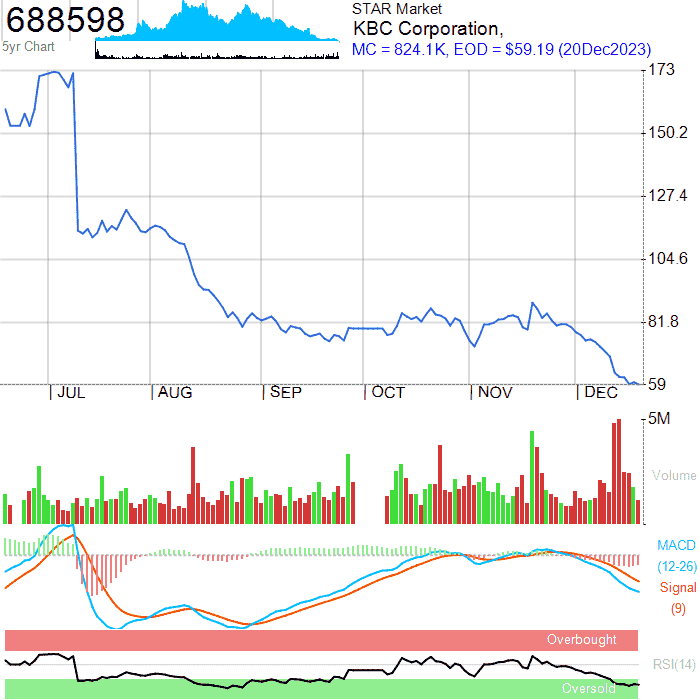 688598
5yr Chart
STAR Market
KBC Corporation,
MC = 824.1K, EOD = $59.19 (20Dec2023)
173
150.2
127.4
104.6
81.8
59
JUL AUG SEP OCT NOV DEC
5M
Volume
MACD
(12-26)
Signal
(9)
Overbought
RSI(14)
Oversold